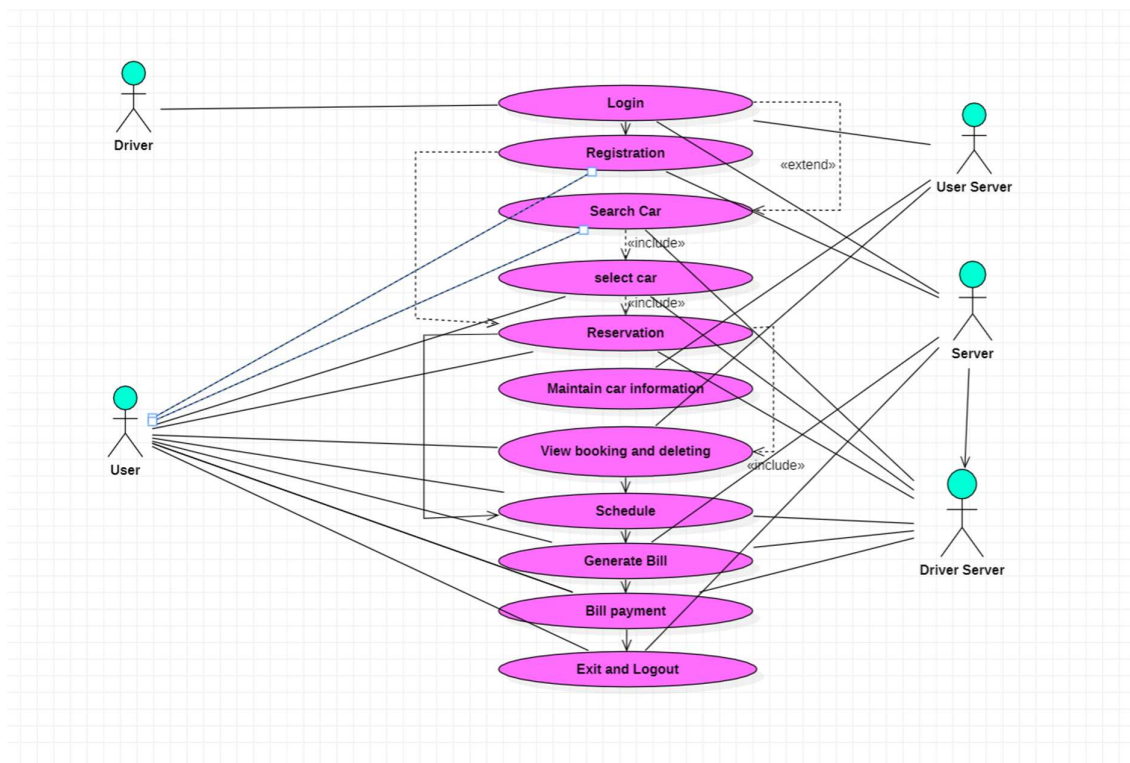 Login
Driver
Registration
«extend»
User Server
Search Car
«include»
select car
«include»
Reservation
Server
Maintain car information
View booking and deleting
«include»
User
Schedule
Generate Bill
Driver Server
Bill payment
Exit and Logout